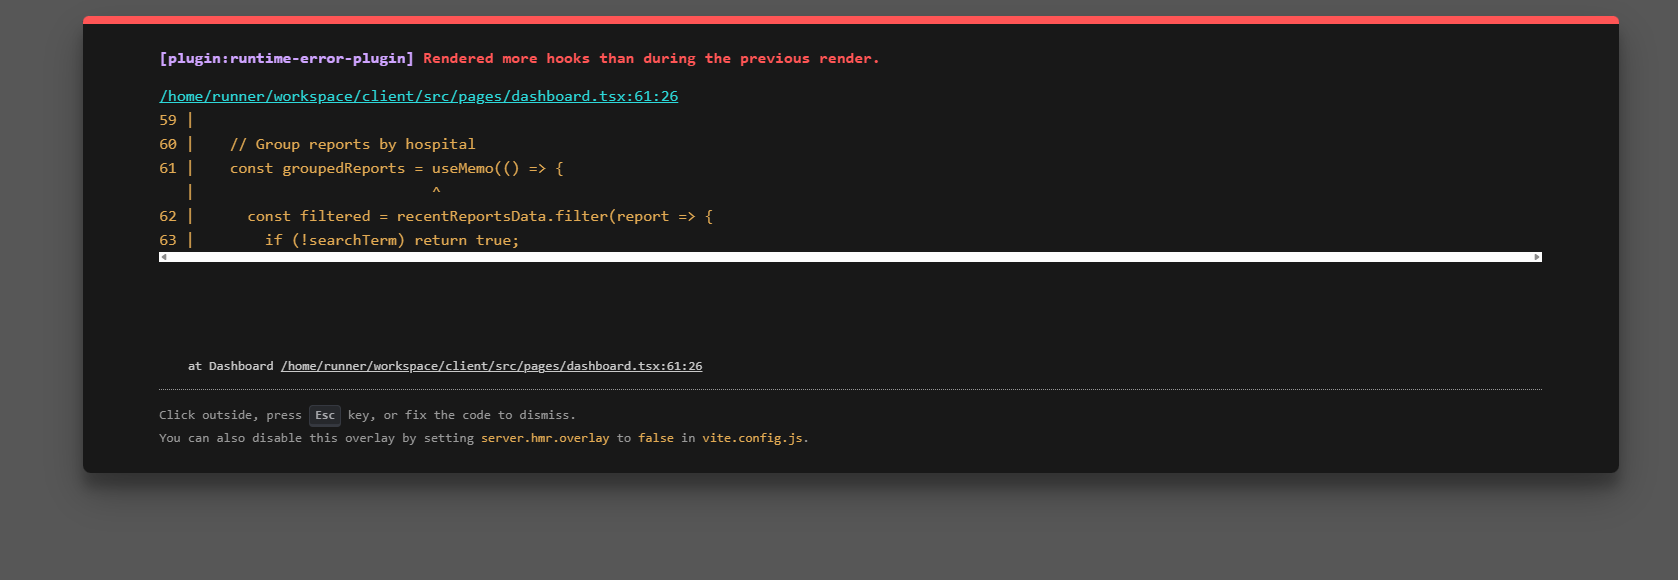 [plugin:runtime-error-plugin] Rendered more hooks than during the previous render.
/home/runner/workspace/client/src/pages/dashboard.tsx:61:26
59 |
60 |    // Group reports by hospital
61 |    const groupedReports = useMemo(() => {
   |                           ^
62 |      const filtered = recentReportsData.filter(report => {
63 |        if (!searchTerm) return true;
at Dashboard /home/runner/workspace/client/src/pages/dashboard.tsx:61:26
Click outside, press Esc key, or fix the code to dismiss.
You can also disable this overlay by setting server.hmr.overlay to false in vite.config.js.